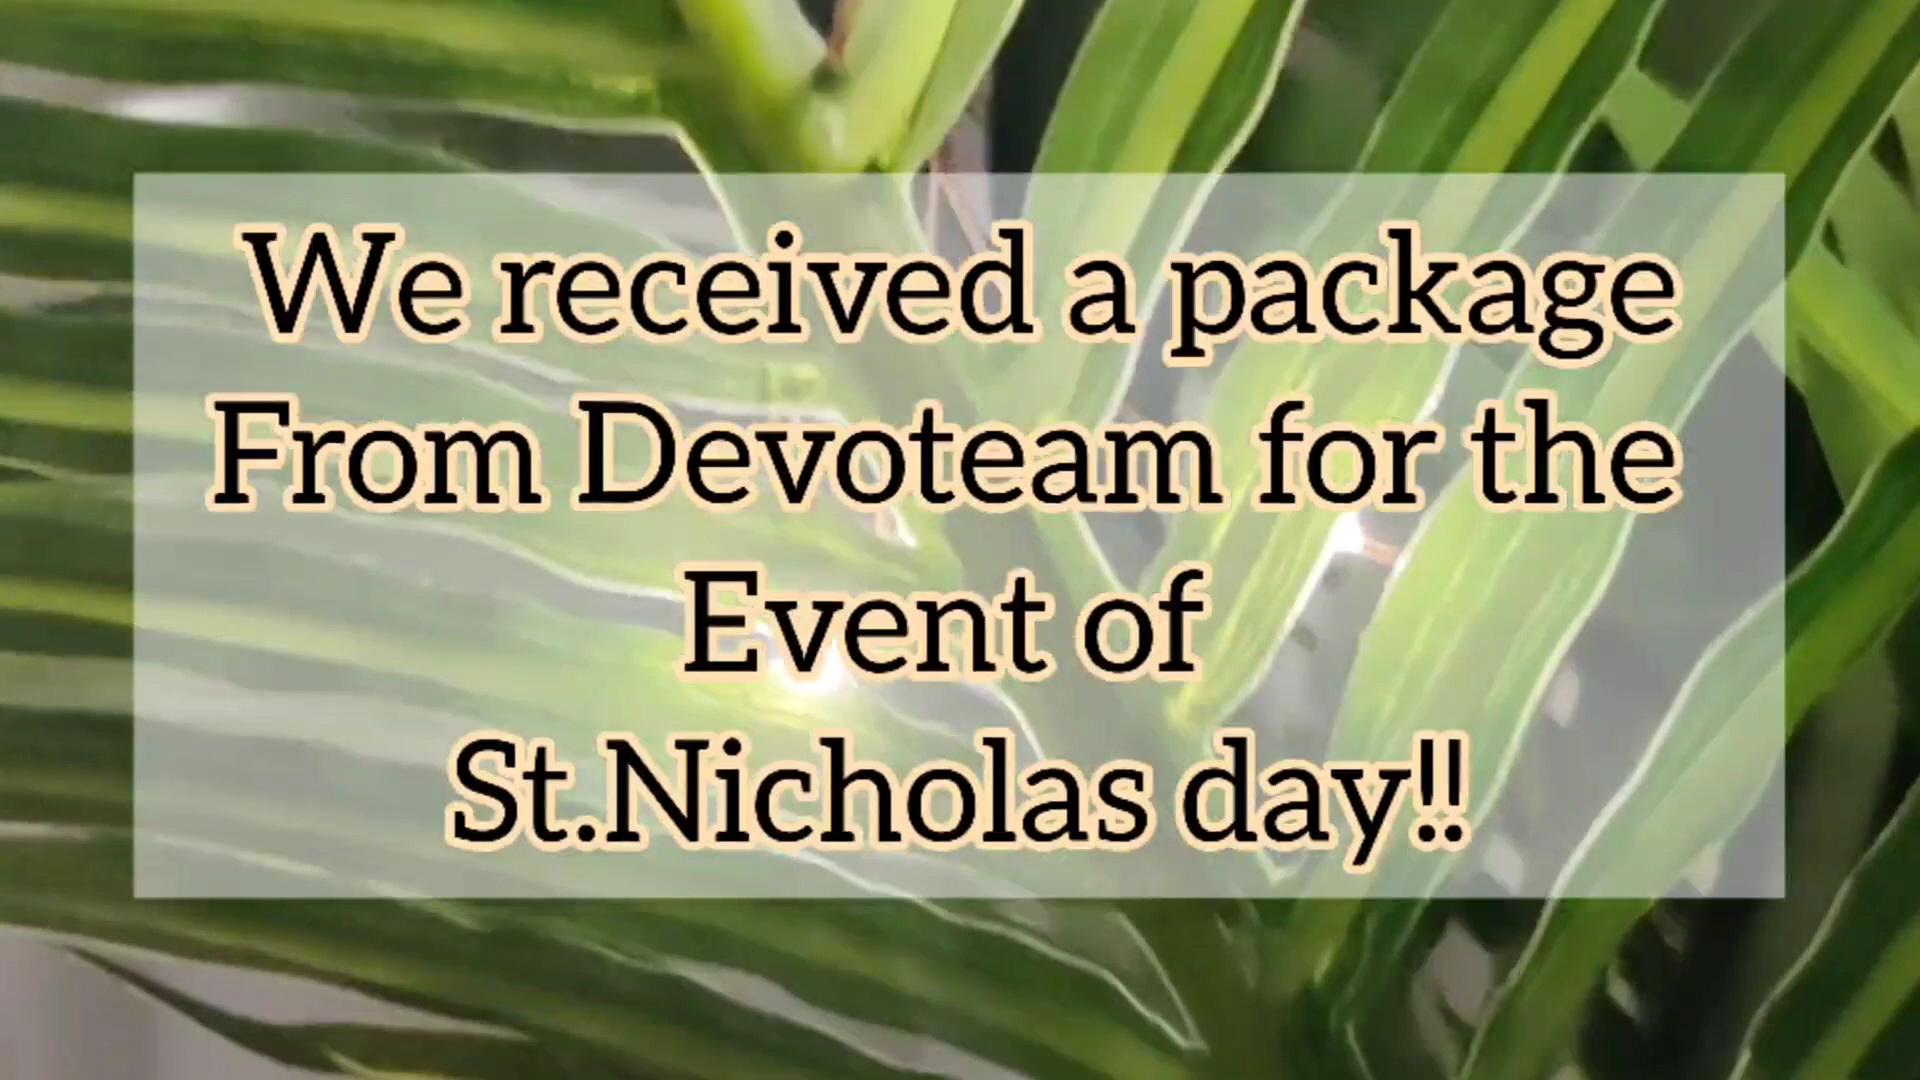 We received a package
From Devoteam for the
Event of
St.Nicholas day!!